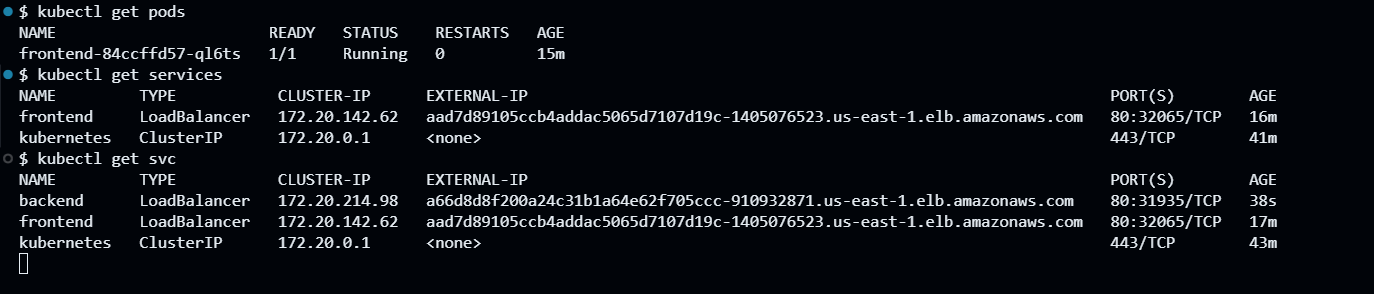 $ kubectl get pods
NAME                        READY   STATUS    RESTARTS   AGE
frontend-84ccffd57-ql6ts   1/1     Running   0          15m
$ kubectl get services
NAME         TYPE           CLUSTER-IP      EXTERNAL-IP                                                               PORT(S)        AGE
frontend     LoadBalancer   172.20.142.62   aad7d89105ccb4addac5065d7107d19c-1405076523.us-east-1.elb.amazonaws.com   80:32065/TCP   16m
kubernetes   ClusterIP      172.20.0.1      <none>                                                                    443/TCP        41m
$ kubectl get svc
NAME         TYPE           CLUSTER-IP      EXTERNAL-IP                                                               PORT(S)        AGE
backend      LoadBalancer   172.20.214.98   a66d8d8f200a24c31b1a64e62f705ccc-910932871.us-east-1.elb.amazonaws.com    80:31935/TCP   38s
frontend     LoadBalancer   172.20.142.62   aad7d89105ccb4addac5065d7107d19c-1405076523.us-east-1.elb.amazonaws.com   80:32065/TCP   17m
kubernetes   ClusterIP      172.20.0.1      <none>                                                                    443/TCP        43m